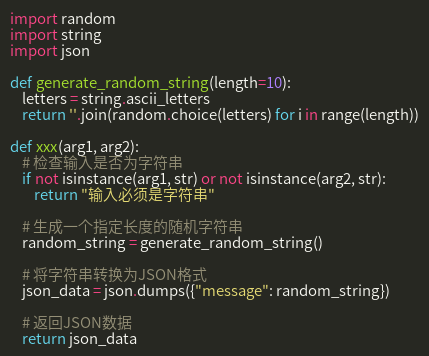 import random
import string
import json

def generate_random_string(length=10):
    letters = string.ascii_letters
    return ''.join(random.choice(letters) for i in range(length))

def xxx(arg1, arg2):
    # 检查输入是否为字符串
    if not isinstance(arg1, str) or not isinstance(arg2, str):
        return "输入必须是字符串"

    # 生成一个指定长度的随机字符串
    random_string = generate_random_string()

    # 将字符串转换为JSON格式
    json_data = json.dumps({"message": random_string})

    # 返回JSON数据
    return json_data